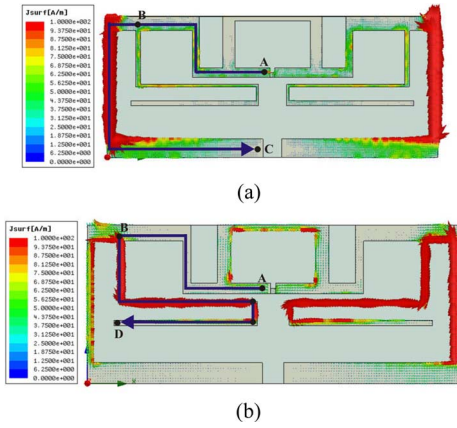 Jsurf[A/m]
1.0000e+002
9.3750e+001
8.7500e+001
8.1250e+001
7.5000e+001
6.8750e+001
6.2500e+001
5.6250e+001
5.0000e+001
4.3750e+001
3.7500e+001
3.1250e+001
2.5000e+001
1.8750e+001
1.2500e+001
6.2500e+000
0.0000e+000
B
A
C
(a)
Jsurf[A/m]
1.0000e+002
9.3750e+001
8.7500e+001
8.1250e+001
7.5000e+001
6.8750e+001
6.2500e+001
5.6250e+001
5.0000e+001
4.3750e+001
3.7500e+001
3.1250e+001
2.5000e+001
1.8750e+001
1.2500e+001
6.2500e+000
0.0000e+000
B
A
D
(b)